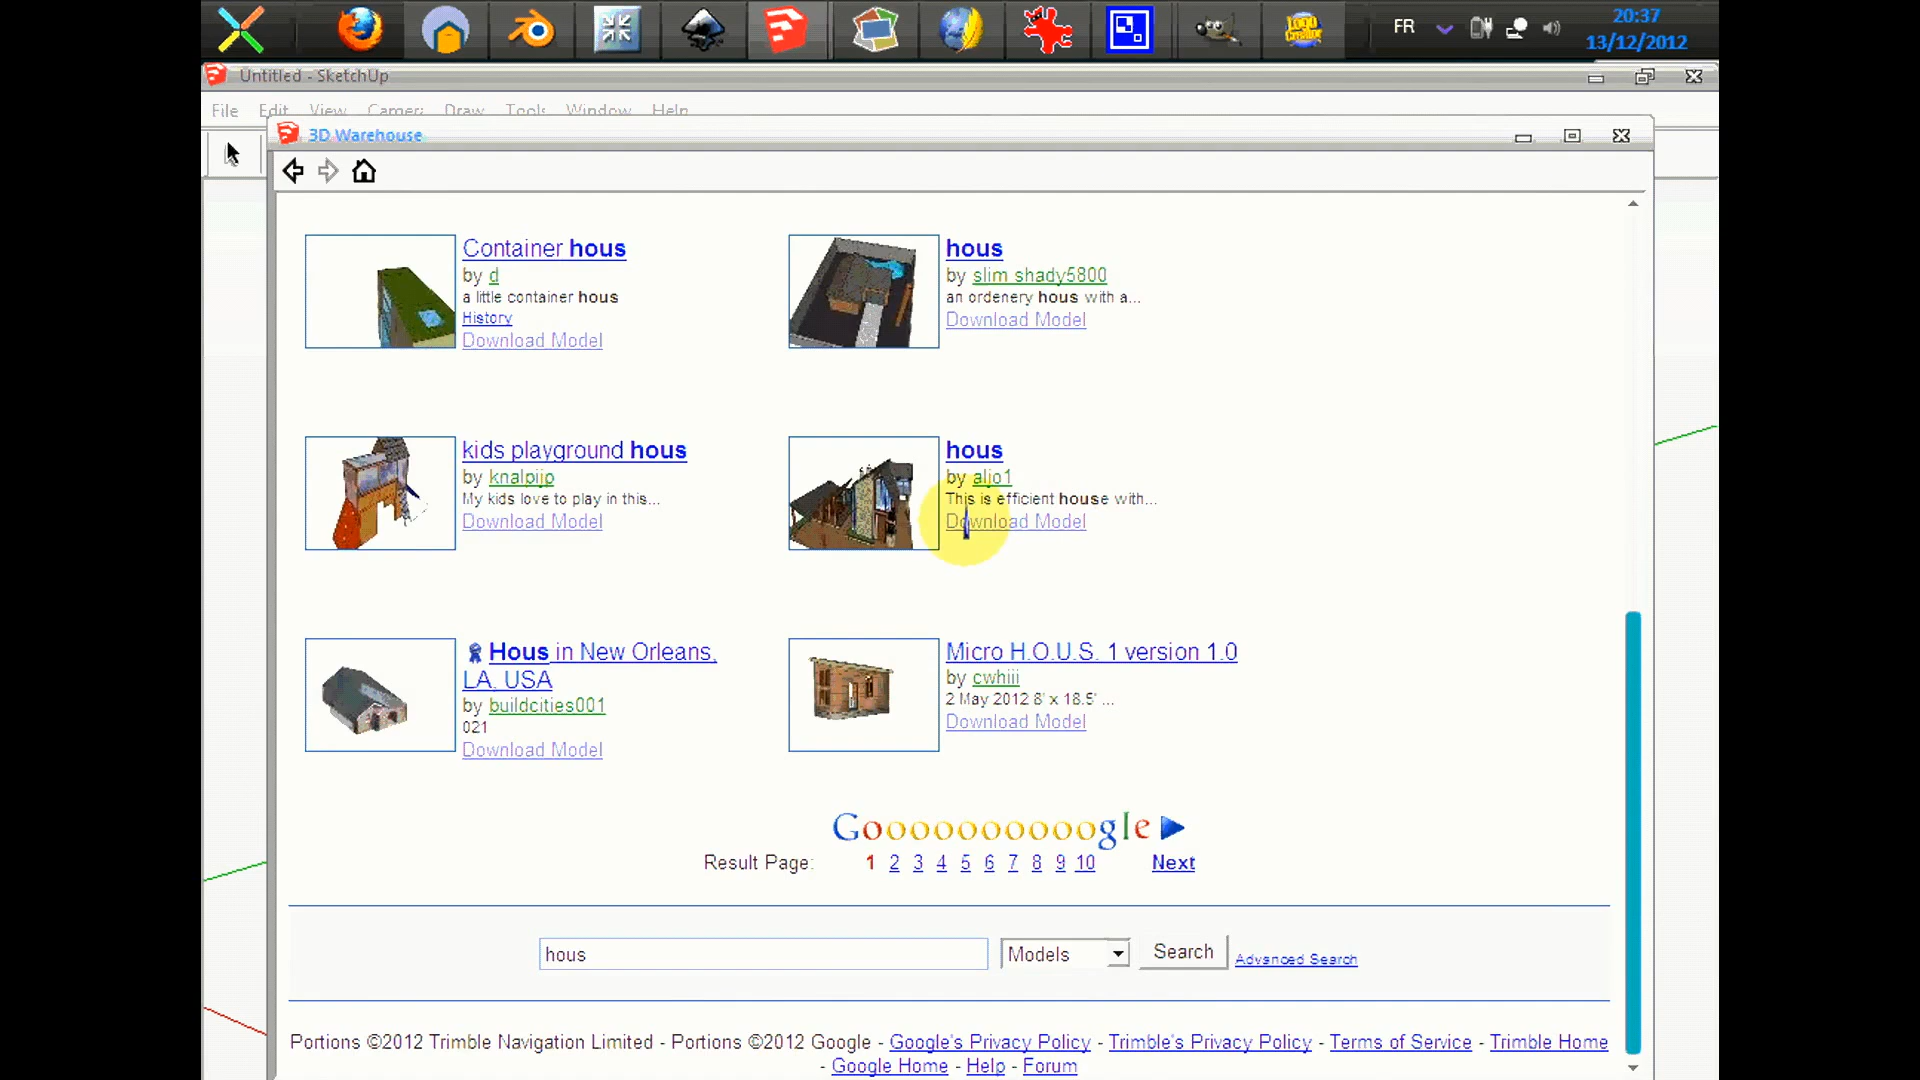 FR
20:37
13/12/2012
Untitled - SketchUp
File Edit View Camera Draw Tools Window Help
3D Warehouse
Container hous
by d
a little container hous
History
Download Model
hous
by slim shady5800
an ordenery hous with a...
Download Model
kids playground hous
by knalpijp
My kids love to play in this...
Download Model
hous
by aljo1
This is efficient house with...
Download Model
Hous in New Orleans,
LA, USA
by buildcities001
021
Download Model
Micro H.O.U.S. 1 version 1.0
by cwhiii
2 May 2012 8' x 18.5' ...
Download Model
Goooooooooogle
Result Page: 1 2 3 4 5 6 7 8 9 10 Next
hous Models Search Advanced Search
Portions ©2012 Trimble Navigation Limited - Portions ©2012 Google - Google's Privacy Policy - Trimble's Privacy Policy - Terms of Service - Trimble Home
- Google Home - Help - Forum